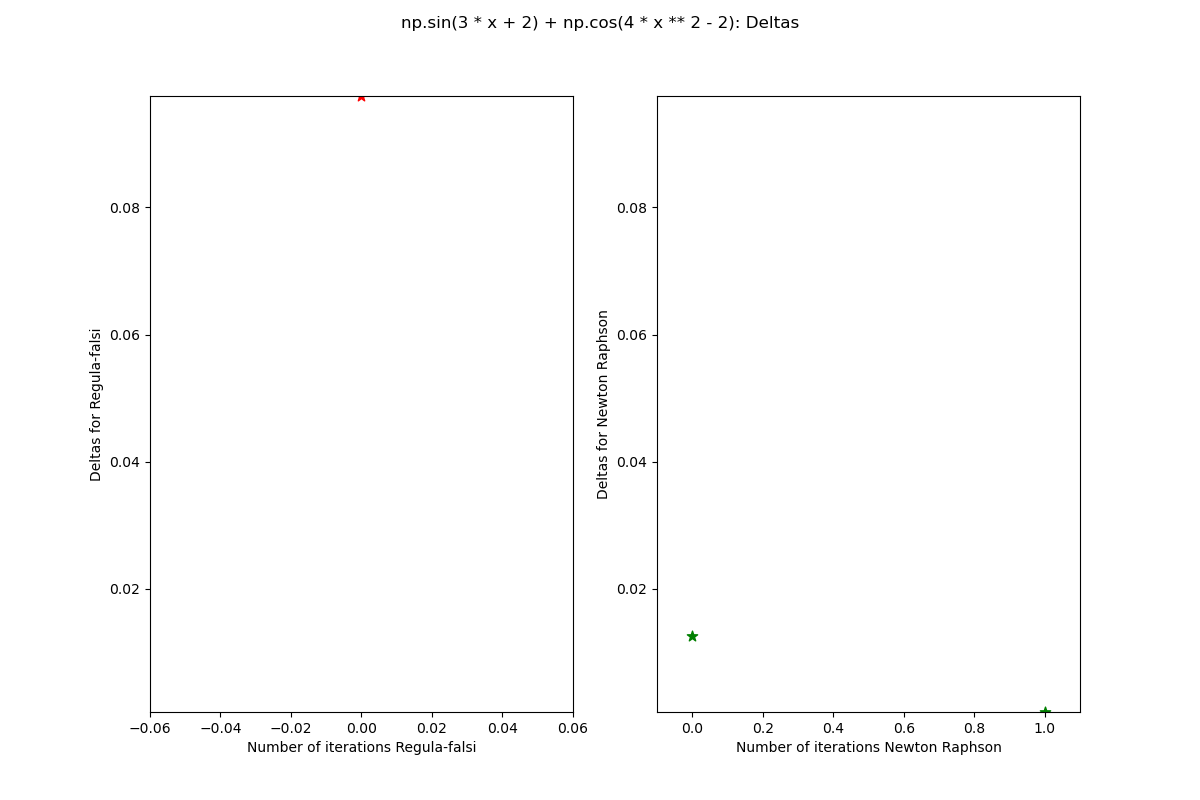 np.sin(3 * x + 2) + np.cos(4 * x ** 2 - 2): Deltas
Deltas for Regula-falsi
0.08
0.06
0.04
0.02
−0.06 −0.04 −0.02 0.00 0.02 0.04 0.06
Number of iterations Regula-falsi
Deltas for Newton Raphson
0.08
0.06
0.04
0.02
0.0 0.2 0.4 0.6 0.8 1.0
Number of iterations Newton Raphson